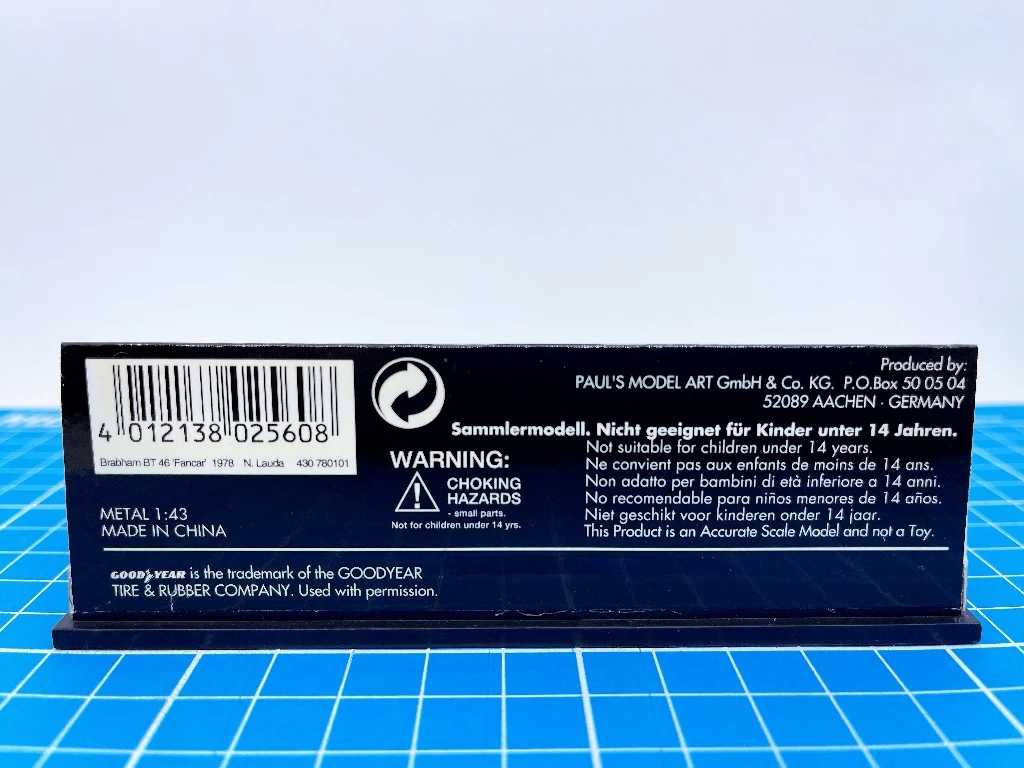 4 012138 025608
Brabham BT 46 'Fancar' 1978 N. Lauda 430 780101
METAL 1:43
MADE IN CHINA
WARNING:
CHOKING
HAZARDS
- small parts.
Not for children under 14 yrs.
Produced by:
PAUL'S MODEL ART GmbH & Co. KG. P.O.Box 50 05 04
52089 AACHEN · GERMANY
Sammlermodell. Nicht geeignet für Kinder unter 14 Jahren.
Not suitable for children under 14 years.
Ne convient pas aux enfants de moins de 14 ans.
Non adatto per bambini di età inferiore a 14 anni.
No recomendable para niños menores de 14 años.
Niet geschikt voor kinderen onder 14 jaar.
This Product is an Accurate Scale Model and not a Toy.
GOODYEAR is the trademark of the GOODYEAR
TIRE & RUBBER COMPANY. Used with permission.